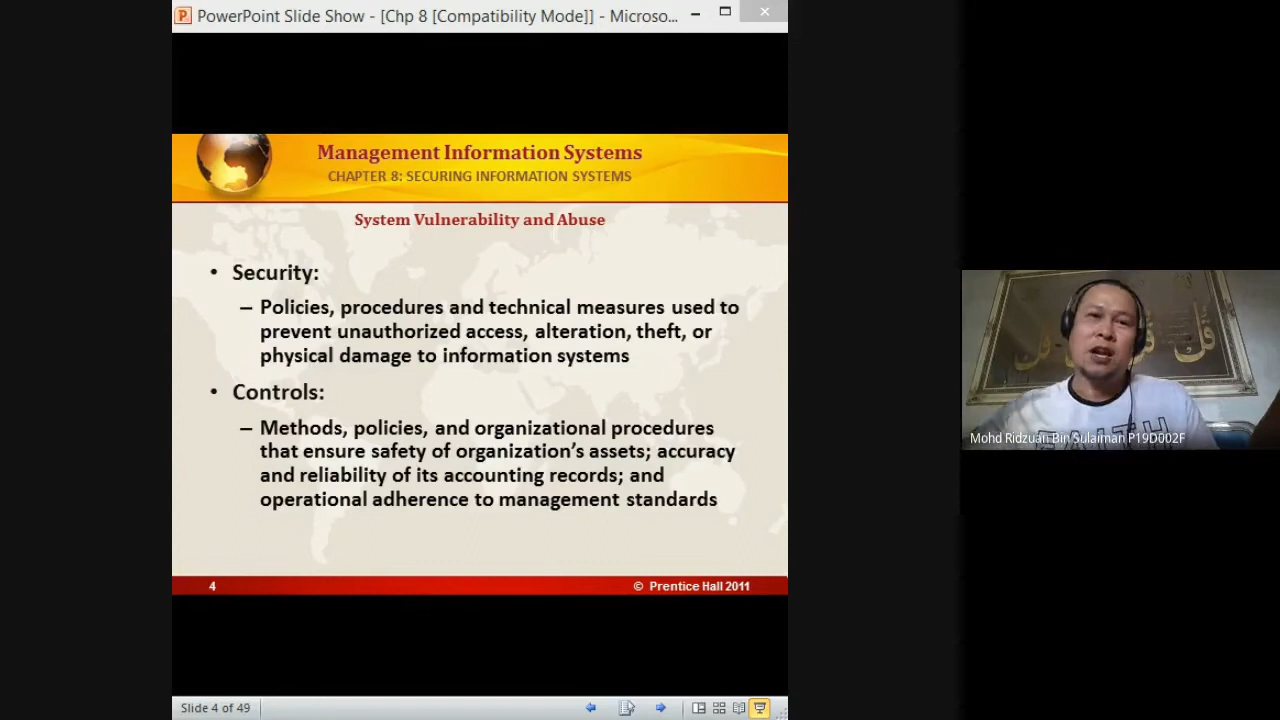 PowerPoint Slide Show - [Chp 8 [Compatibility Mode]] - Microso...
Management Information Systems
CHAPTER 8: SECURING INFORMATION SYSTEMS
System Vulnerability and Abuse
• Security:
– Policies, procedures and technical measures used to
prevent unauthorized access, alteration, theft, or
physical damage to information systems
• Controls:
– Methods, policies, and organizational procedures
that ensure safety of organization’s assets; accuracy
and reliability of its accounting records; and
operational adherence to management standards
4
© Prentice Hall 2011
Slide 4 of 49
Mohd Ridzuan Bin Sulaiman P19D002F